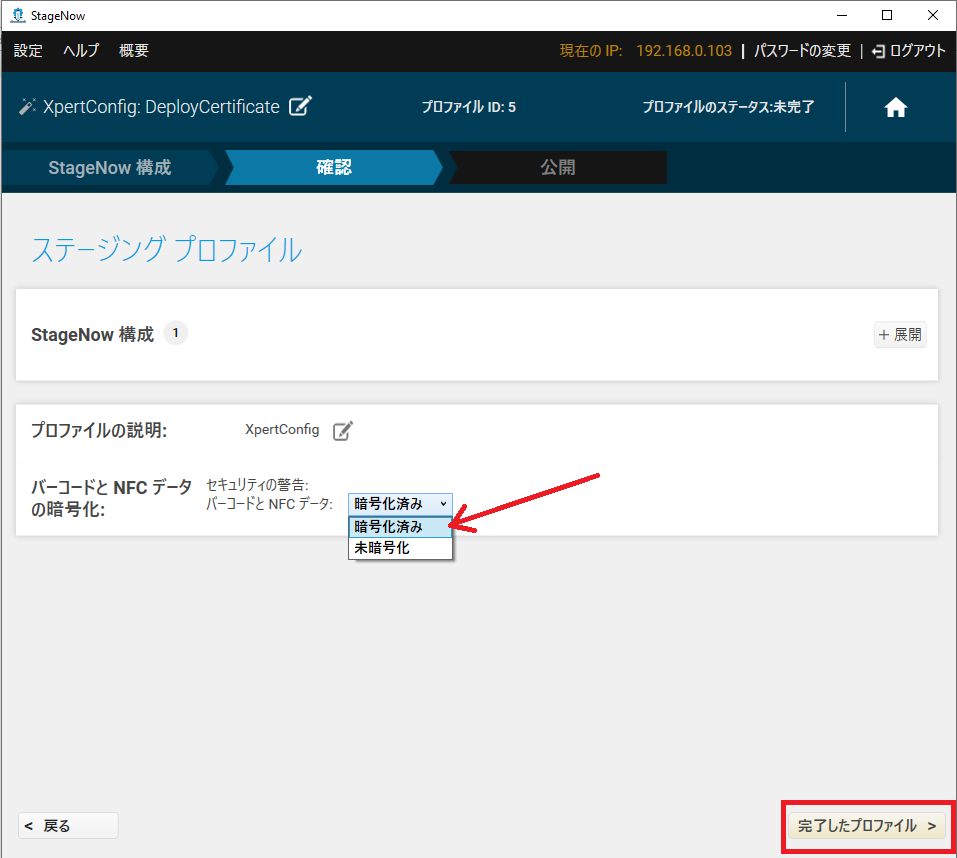 StageNow
設定 ヘルプ 概要 現在の IP: 192.168.0.103 | パスワードの変更 | ログアウト
XpertConfig: DeployCertificate プロファイル ID: 5 プロファイルのステータス:未完了
StageNow 構成 確認 公開
ステージング プロファイル
StageNow 構成 1 + 展開
プロファイルの説明: XpertConfig
バーコードと NFC データ
の暗号化:
セキュリティの警告:
バーコードと NFC データ: 暗号化済み
暗号化済み
未暗号化
< 戻る 完了したプロファイル >